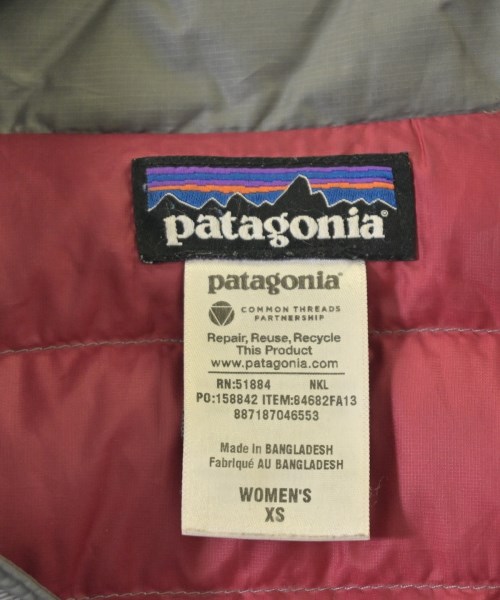 patagonia
patagonia
COMMON THREADS
PARTNERSHIP
Repair, Reuse, Recycle
This Product
www.patagonia.com
RN:51884 NKL
PO:158842 ITEM:84682FA13
887187046553
Made in BANGLADESH
Fabriqué AU BANGLADESH
WOMEN'S
XS